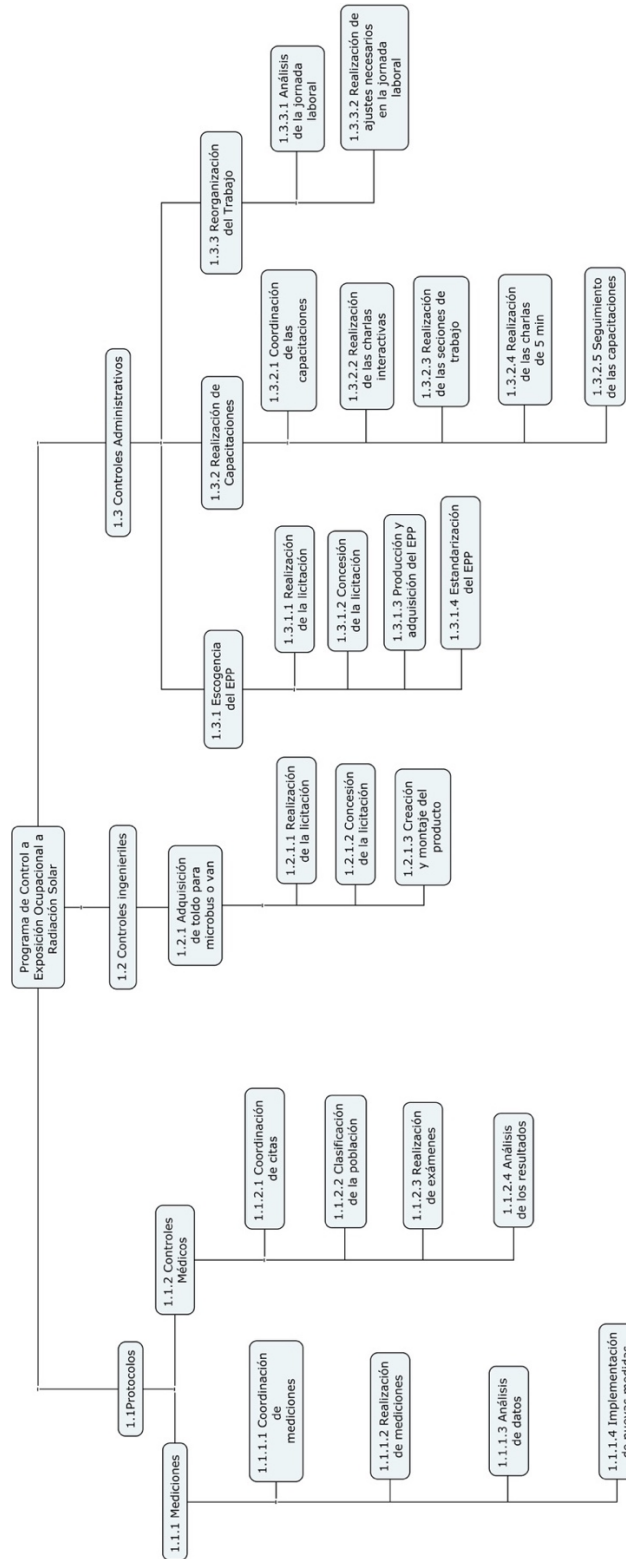 Programa de Control a
Exposición Ocupacional a
Radiación Solar
1.1Protocolos
1.1.1 Mediciones
1.1.1.1 Coordinación
de
mediciones
1.1.1.2 Realización
de mediciones
1.1.1.3 Análisis
de datos
1.1.1.4 Implementación
de nuevas medidas
1.1.2 Controles
Médicos
1.1.2.1 Coordinación
de citas
1.1.2.2 Clasificación
de la población
1.1.2.3 Realización
de exámenes
1.1.2.4 Análisis
de los resultados
1.2 Controles ingenieriles
1.2.1 Adquisición
de toldo para
microbus o van
1.2.1.1 Realización
de la licitación
1.2.1.2 Concesión
de la licitación
1.2.1.3 Creación
y montaje del
producto
1.3 Controles Administrativos
1.3.1 Escogencia
del EPP
1.3.1.1 Realización
de la licitación
1.3.1.2 Concesión
de la licitación
1.3.1.3 Producción y
adquisición del EPP
1.3.1.4 Estandarización
del EPP
1.3.2 Realización de
Capacitaciones
1.3.2.1 Coordinación
de las
capacitaciones
1.3.2.2 Realización
de las charlas
interactivas
1.3.2.3 Realización
de las seciones de
trabajo
1.3.2.4 Realización
de las charlas
de 5 min
1.3.2.5 Seguimiento
de las capacitaciones
1.3.3 Reorganización
del Trabajo
1.3.3.1 Análisis
de la jornada
laboral
1.3.3.2 Realización de
ajustes necesarios
en la jornada
laboral